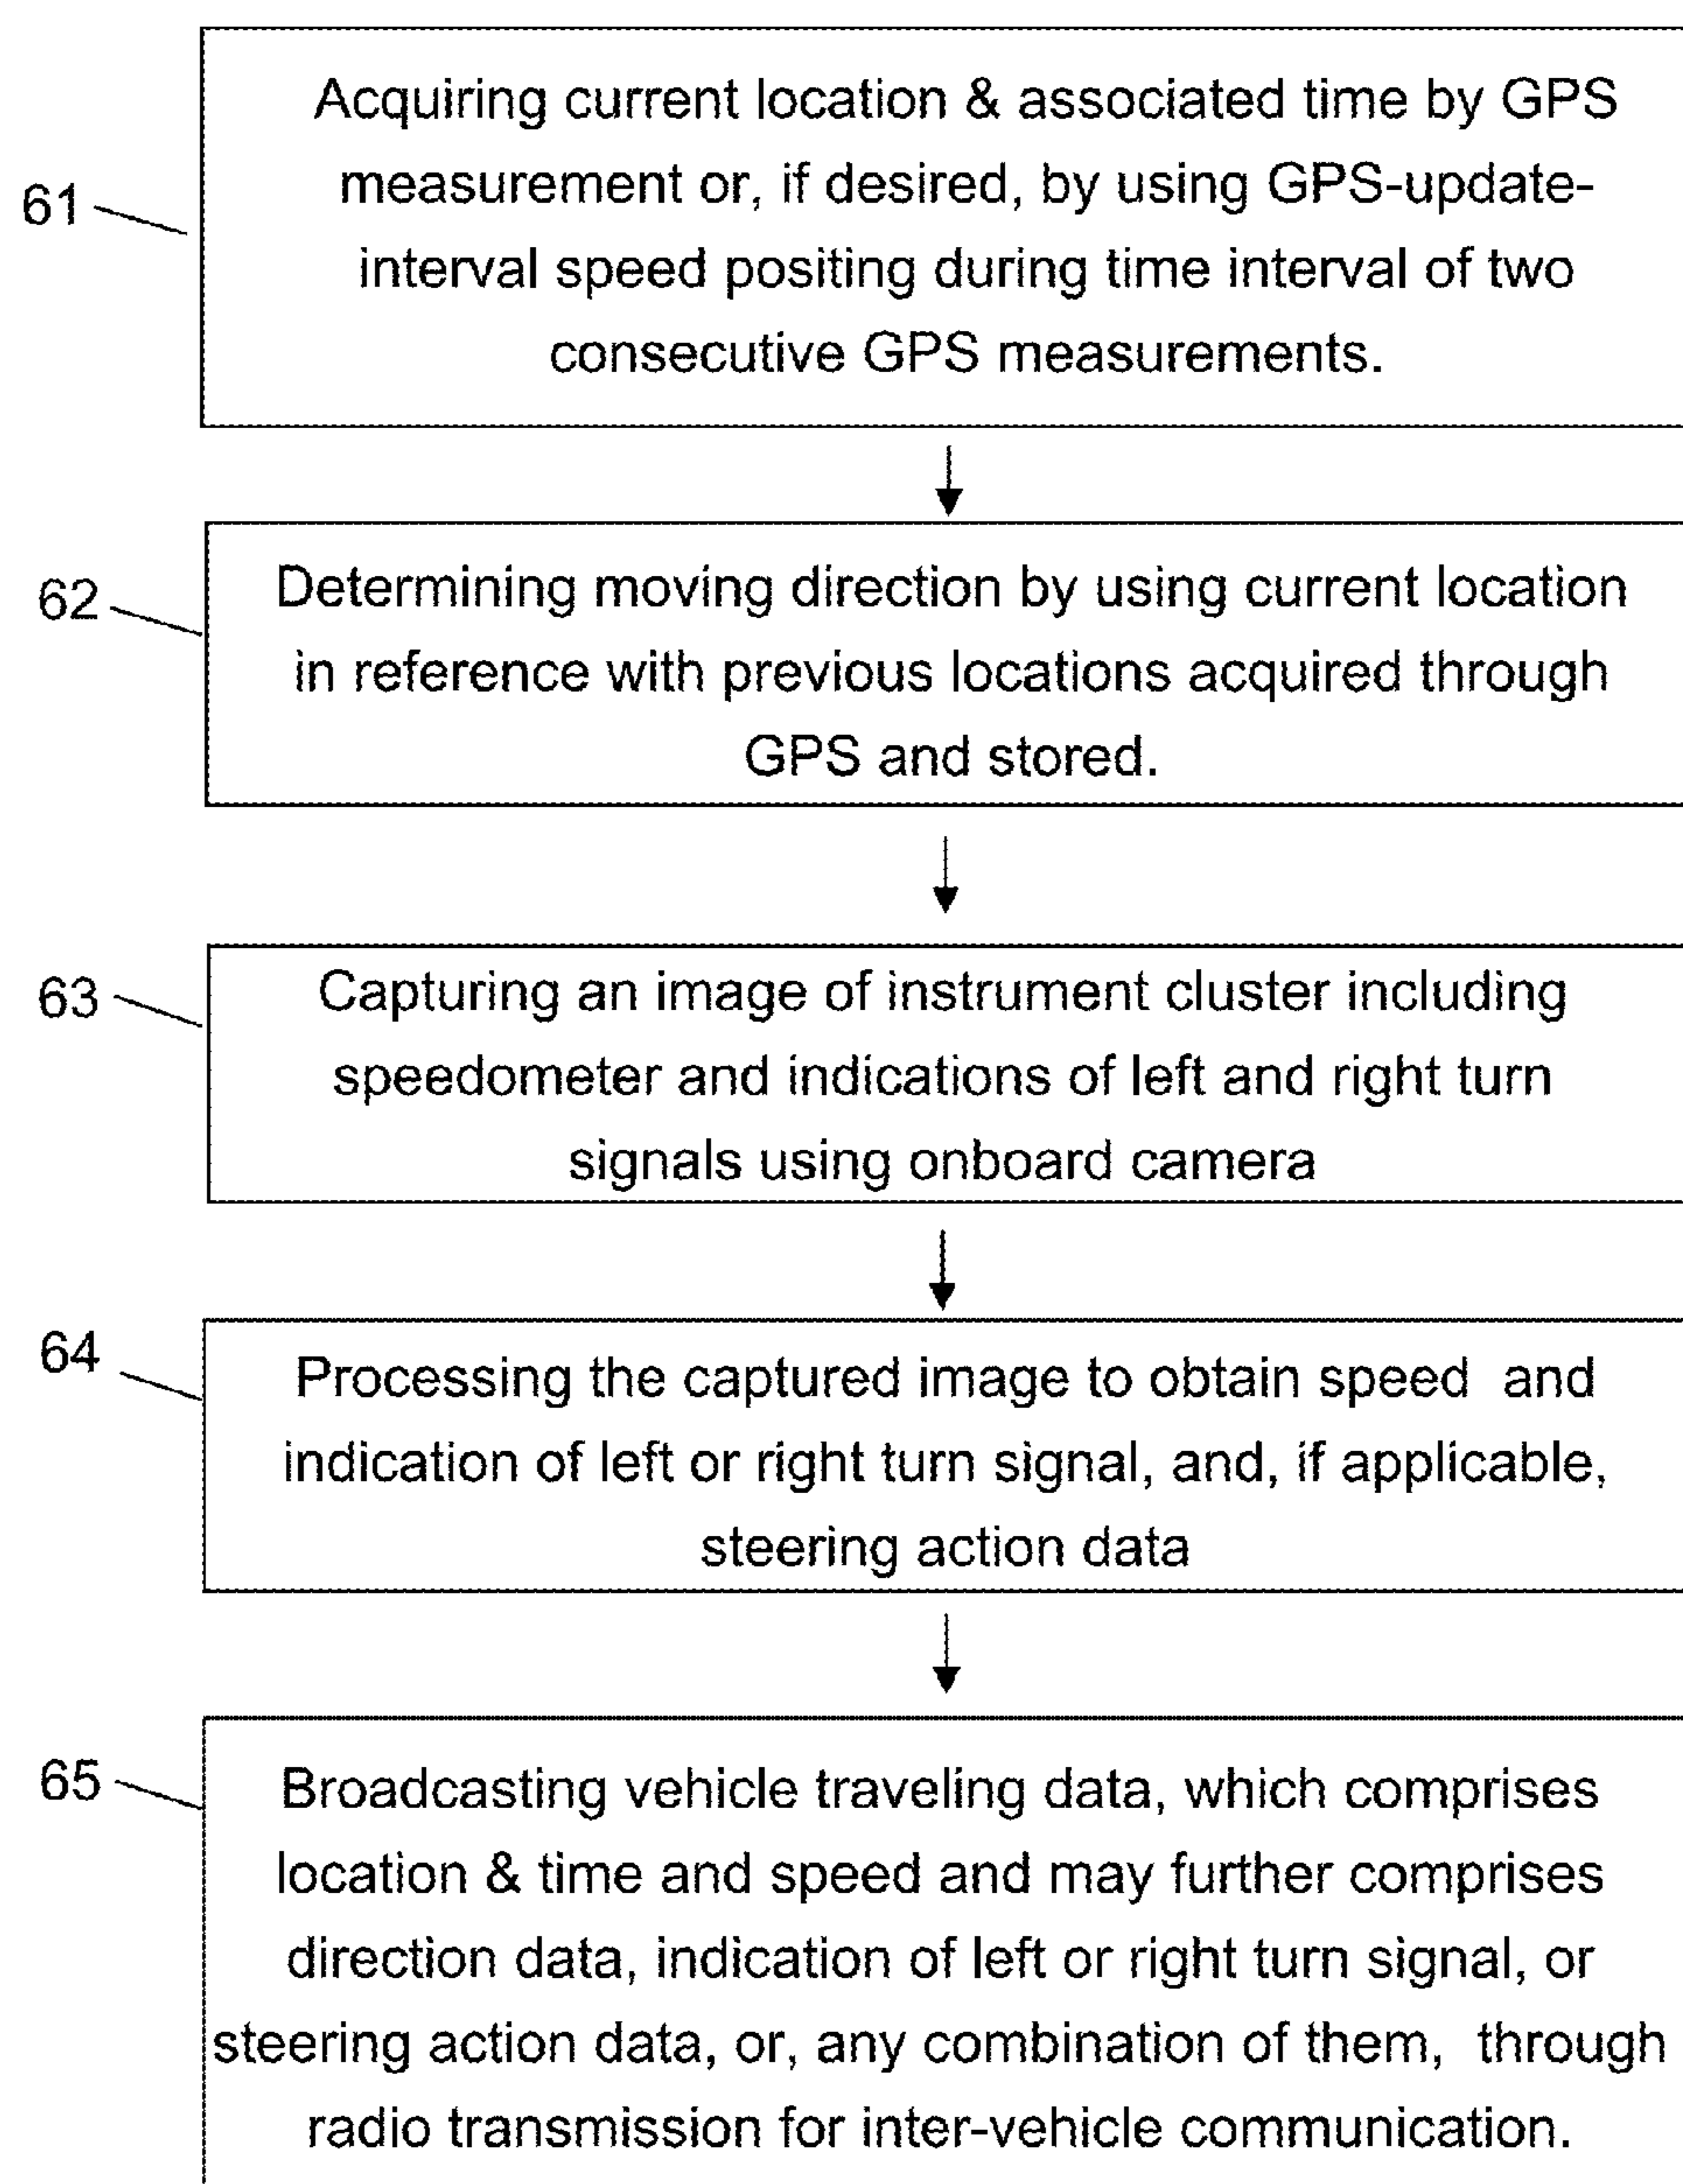 Acquiring current location & associated time by GPS
measurement or, if desired, by using GPS-update-
61
interval speed positing during time interval of two
consecutive GPS measurements.
62
Determining moving direction by using current location
in reference with previous locations acquired through
GPS and stored.
63
Capturing an image of instrument cluster including
speedometer and indications of left and right turn
signals using onboard camera
64
Processing the captured image to obtain speed and
indication of left or right turn signal, and, if applicable,
steering action data
65
Broadcasting vehicle traveling data, which comprises
location & time and speed and may further comprises
direction data, indication of left or right turn signal, or
steering action data, or, any combination of them, through
radio transmission for inter-vehicle communication.